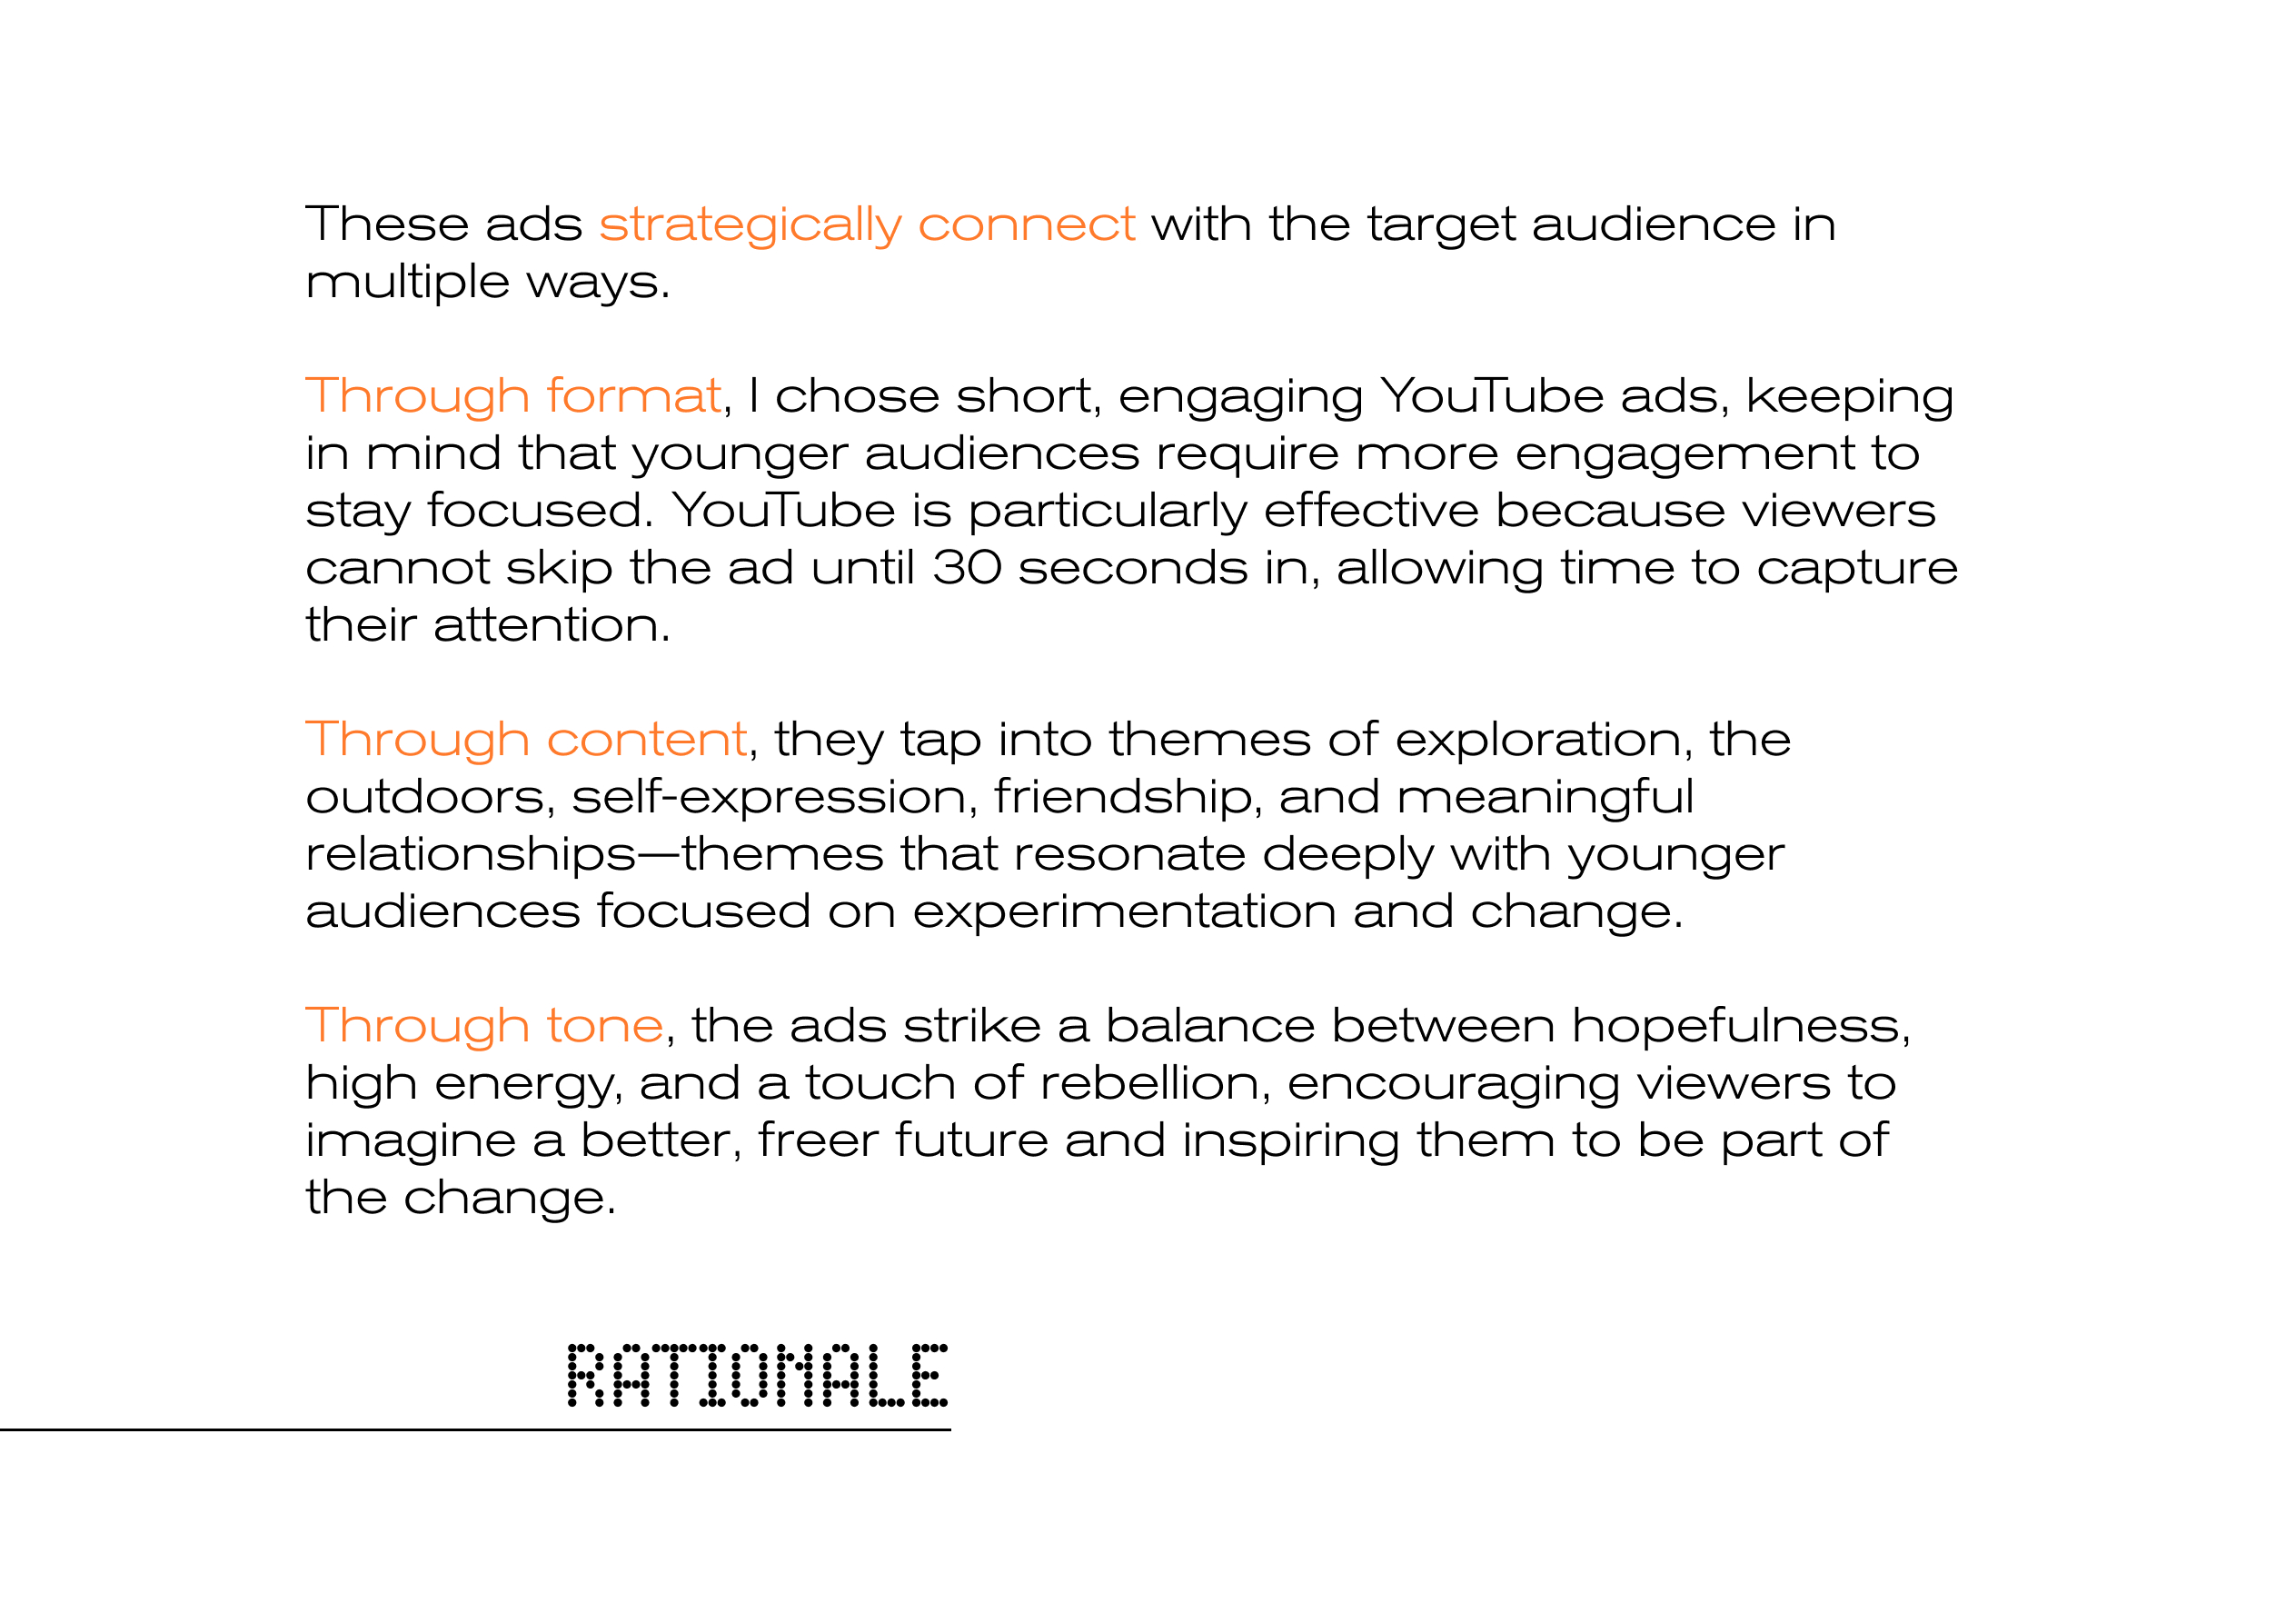 These ads strategically connect with the target audience in
multiple ways.
Through format, I chose short, engaging YouTube ads, keeping
in mind that younger audiences require more engagement to
stay focused. YouTube is particularly effective because viewers
cannot skip the ad until 30 seconds in, allowing time to capture
their attention.
Through content, they tap into themes of exploration, the
outdoors, self-expression, friendship, and meaningful
relationships—themes that resonate deeply with younger
audiences focused on experimentation and change.
Through tone, the ads strike a balance between hopefulness,
high energy, and a touch of rebellion, encouraging viewers to
imagine a better, freer future and inspiring them to be part of
the change.
RATIONALE